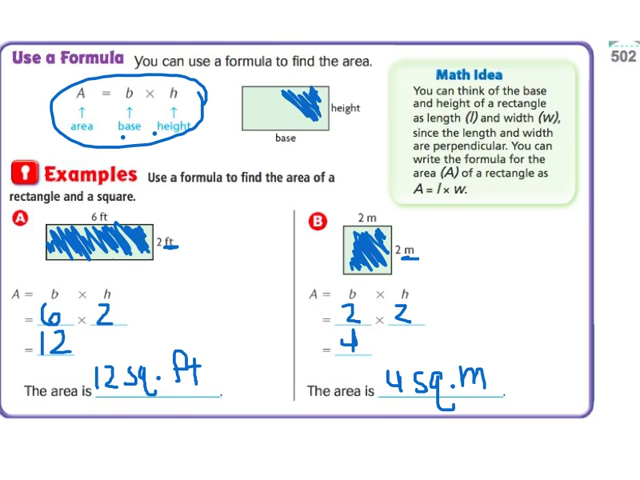 502
Use a Formula You can use a formula to find the area.
A = b × h
↑ ↑ ↑
area base height
height
base
Math Idea
You can think of the base
and height of a rectangle
as length (l) and width (w),
since the length and width
are perpendicular. You can
write the formula for the
area (A) of a rectangle as
A = l × w.
! Examples Use a formula to find the area of a
rectangle and a square.
A
6 ft
2 ft
A = b × h
= 6 × 2
= 12
The area is 12 sq. ft.
B
2 m
2 m
A = b × h
= 2 × 2
= 4
The area is 4 sq. m.